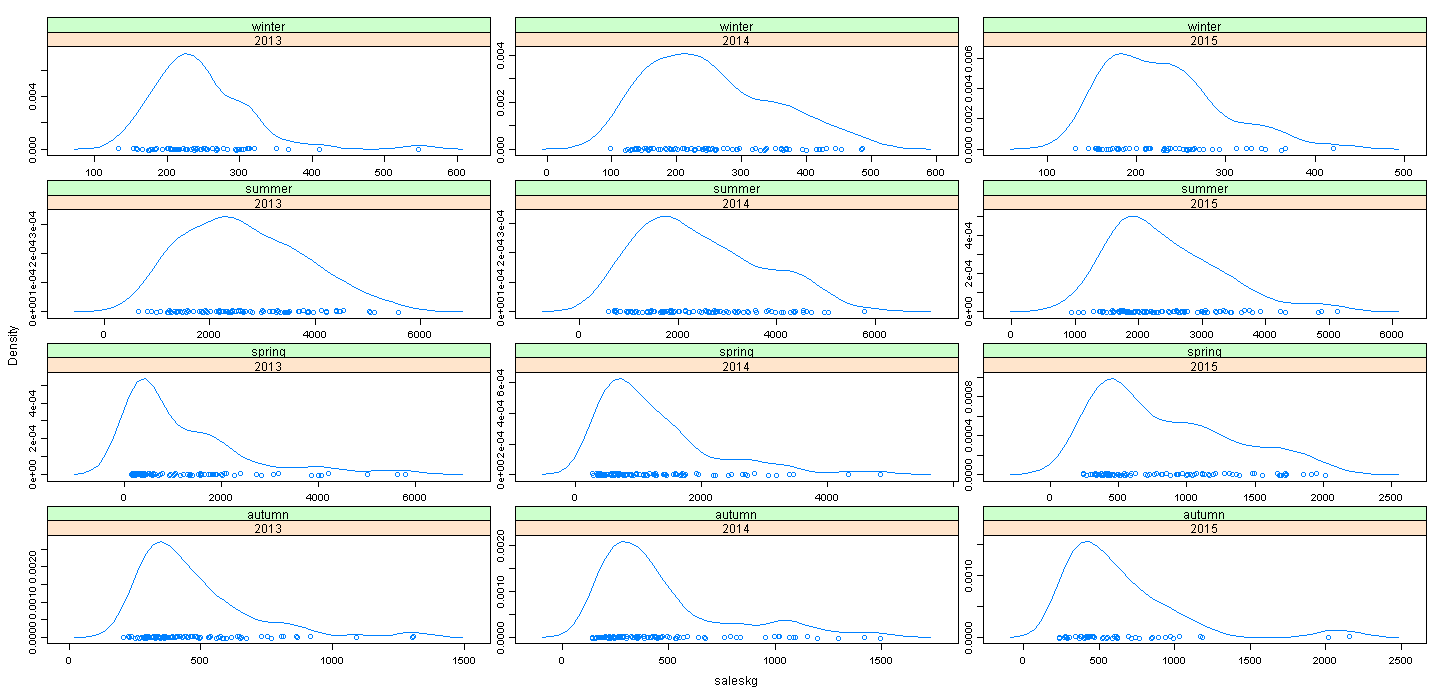 winter winter winter
2013 2014 2015
0.000 0.004
0.000 0.002 0.004
0.000 0.002 0.004 0.006
100 200 300 400 500 600
0 100 200 300 400 500 600
100 200 300 400 500
summer summer summer
2013 2014 2015
0e+00 1e-04 2e-04 3e-04
0e+00 1e-04 2e-04 3e-04
0e+00 2e-04 4e-04
0 2000 4000 6000
0 2000 4000 6000
0 1000 2000 3000 4000 5000 6000
Density
spring spring spring
2013 2014 2015
0e+00 2e-04 4e-04
0e+00 2e-04 4e-04 6e-04
0.0000 0.0004 0.0008
0 2000 4000 6000
0 2000 4000
0 500 1000 1500 2000 2500
autumn autumn autumn
2013 2014 2015
0.0000 0.0010 0.0020
0.0000 0.0010 0.0020
0.0000 0.0010
0 500 1000 1500
0 500 1000 1500
0 500 1000 1500 2000 2500
saleskg